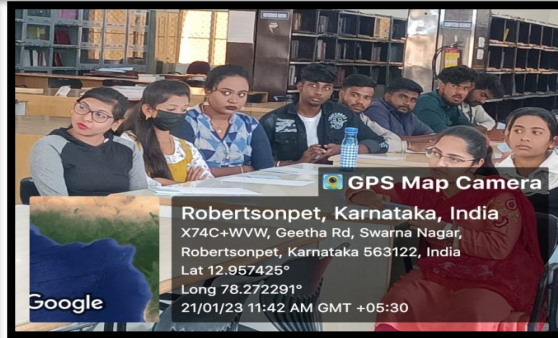 GPS Map Camera
Robertsonpet, Karnataka, India
X74C+WVW, Geetha Rd, Swarna Nagar,
Robertsonpet, Karnataka 563122, India
Lat 12.957425°
Long 78.272291°
21/01/23 11:42 AM GMT +05:30
Google